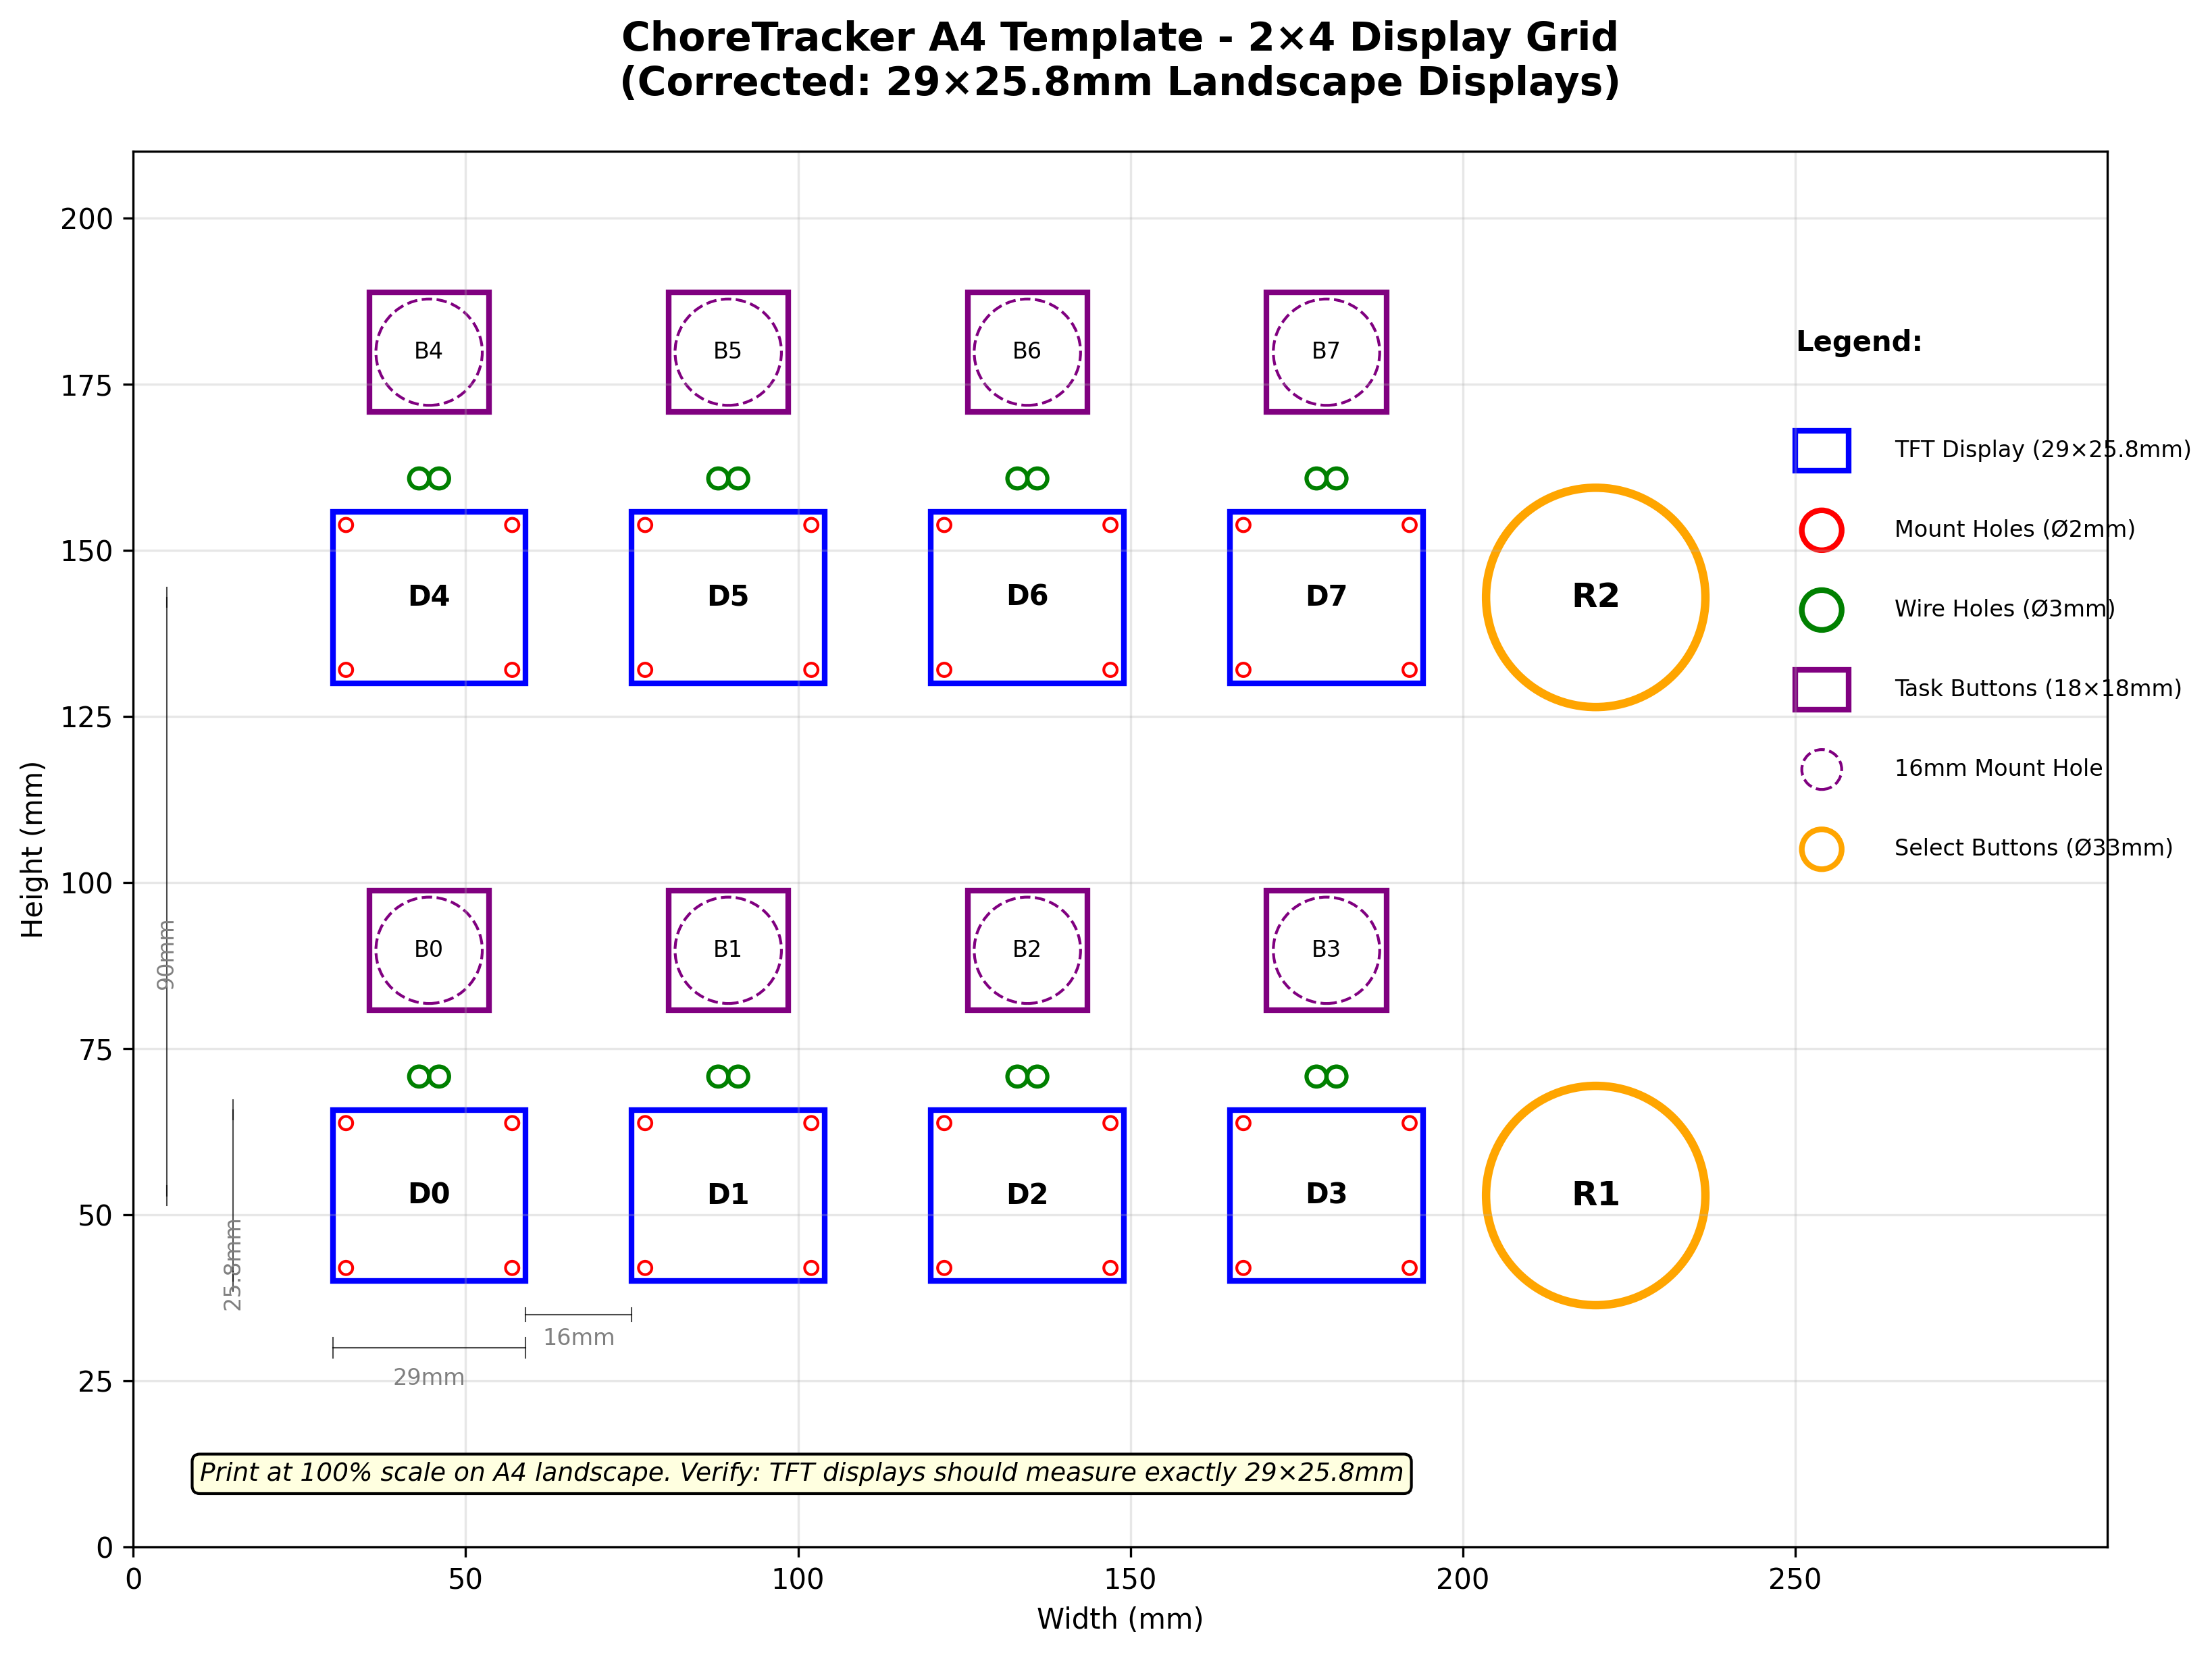 ChoreTracker A4 Template - 2×4 Display Grid
(Corrected: 29×25.8mm Landscape Displays)
Height (mm)
200
175
150
125
100
75
50
25
0
B4 B5 B6 B7
D4 D5 D6 D7 R2
90mm
B0 B1 B2 B3
D0 D1 D2 D3 R1
25.8mm
16mm
29mm
Legend:
TFT Display (29×25.8mm)
Mount Holes (Ø2mm)
Wire Holes (Ø3mm)
Task Buttons (18×18mm)
16mm Mount Hole
Select Buttons (Ø33mm)
Print at 100% scale on A4 landscape. Verify: TFT displays should measure exactly 29×25.8mm
0 50 100 150 200 250
Width (mm)